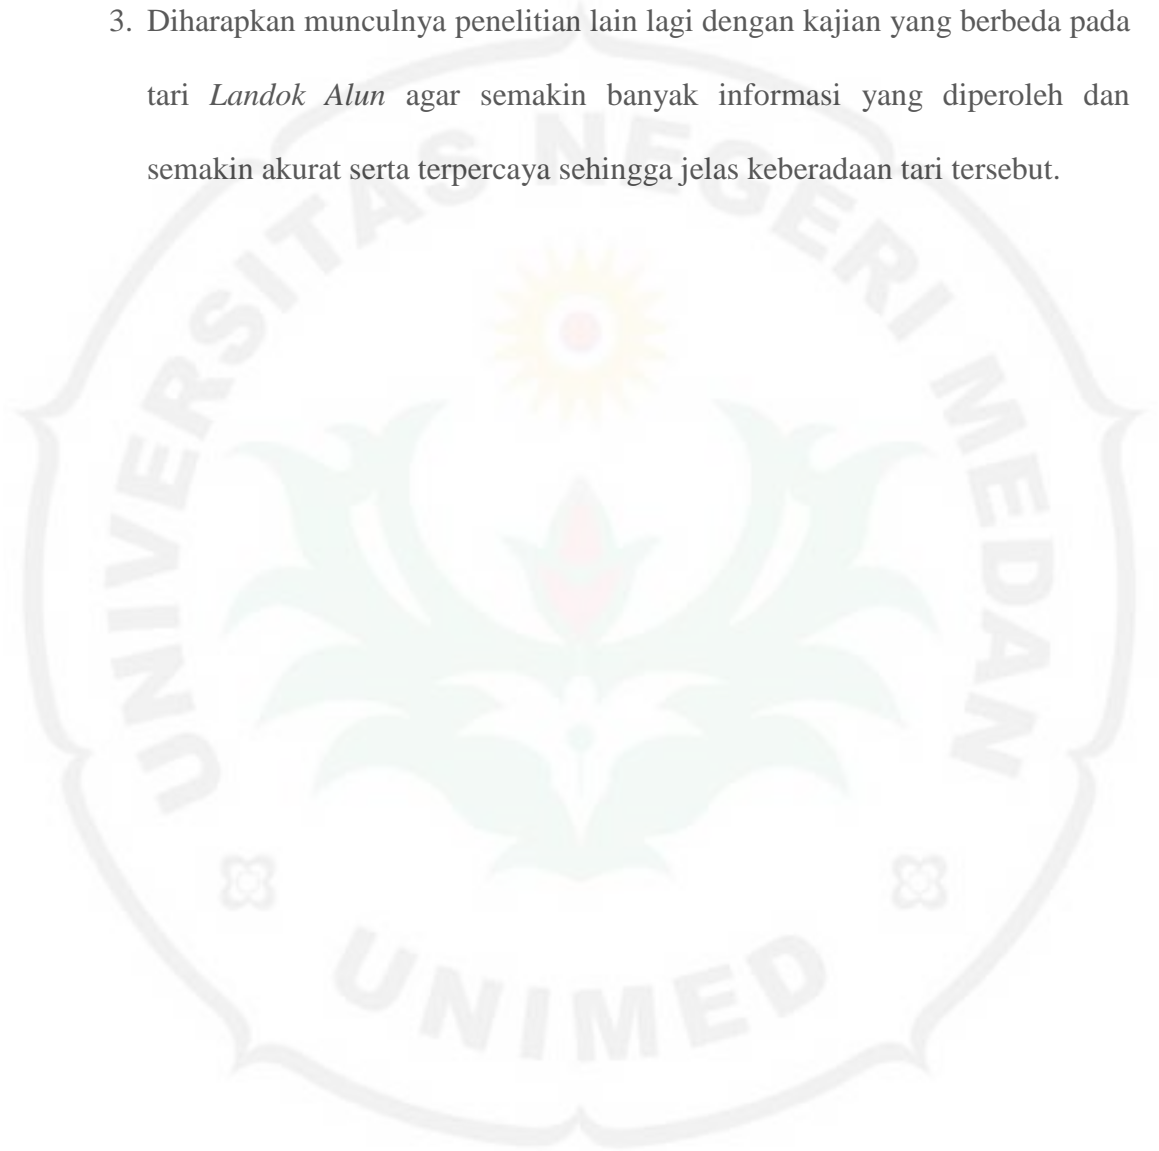 3. Diharapkan munculnya penelitian lain lagi dengan kajian yang berbeda pada
tari Landok Alun agar semakin banyak informasi yang diperoleh dan
semakin akurat serta terpercaya sehingga jelas keberadaan tari tersebut.
UNIVERSITAS NEGERI MEDAN
UNIMED